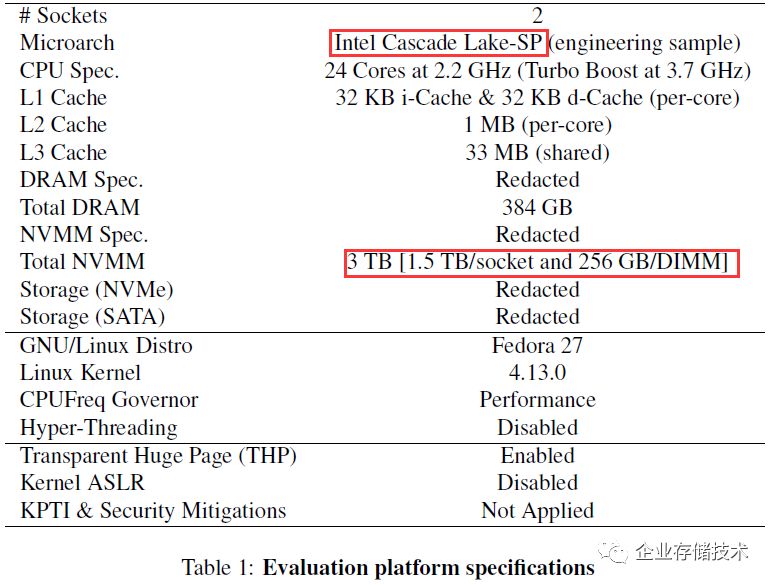 # Sockets 2
Microarch Intel Cascade Lake-SP (engineering sample)
CPU Spec. 24 Cores at 2.2 GHz (Turbo Boost at 3.7 GHz)
L1 Cache 32 KB i-Cache & 32 KB d-Cache (per-core)
L2 Cache 1 MB (per-core)
L3 Cache 33 MB (shared)
DRAM Spec. Redacted
Total DRAM 384 GB
NVMM Spec. Redacted
Total NVMM 3 TB [1.5 TB/socket and 256 GB/DIMM]
Storage (NVMe) Redacted
Storage (SATA) Redacted
GNU/Linux Distro Fedora 27
Linux Kernel 4.13.0
CPUFreq Governor Performance
Hyper-Threading Disabled
Transparent Huge Page (THP) Enabled
Kernel ASLR Disabled
KPTI & Security Mitigations Not Applied
企业存储技术
Table 1: Evaluation platform specifications